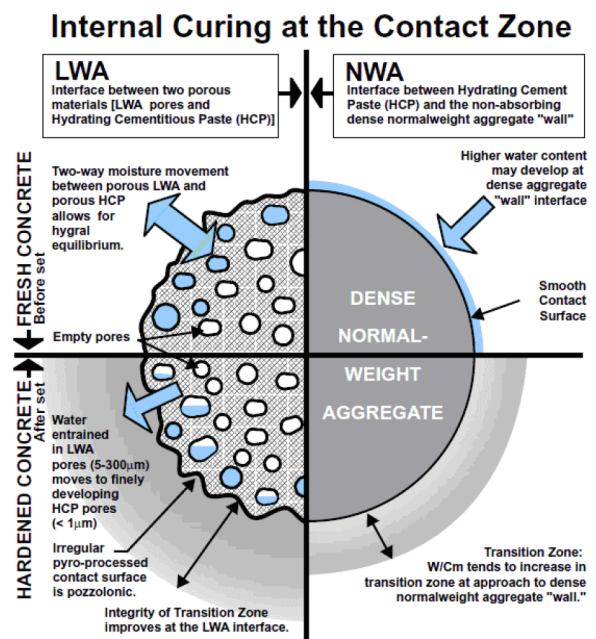 Internal Curing at the Contact Zone
LWA
Interface between two porous
materials [LWA pores and
Hydrating Cementitious Paste (HCP)]
NWA
Interface between Hydrating Cement
Paste (HCP) and the non-absorbing
dense normalweight aggregate "wall"
FRESH CONCRETE
Before set
Two-way moisture movement
between porous LWA and
porous HCP
allows for
hygral
equilibrium.
Empty pores
Higher water content
may develop at
dense aggregate
"wall" interface
Smooth
Contact
Surface
DENSE
NORMAL-
WEIGHT
AGGREGATE
HARDENED CONCRETE
After set
Water
entrained
in LWA
pores (5-300μm)
moves to finely
developing
HCP pores
(< 1μm)
Irregular
pyro-processed
contact surface
is pozzolonic.
Integrity of Transition Zone
improves at the LWA interface.
Transition Zone:
W/Cm tends to increase in
transition zone at approach to dense
normalweight aggregate "wall."